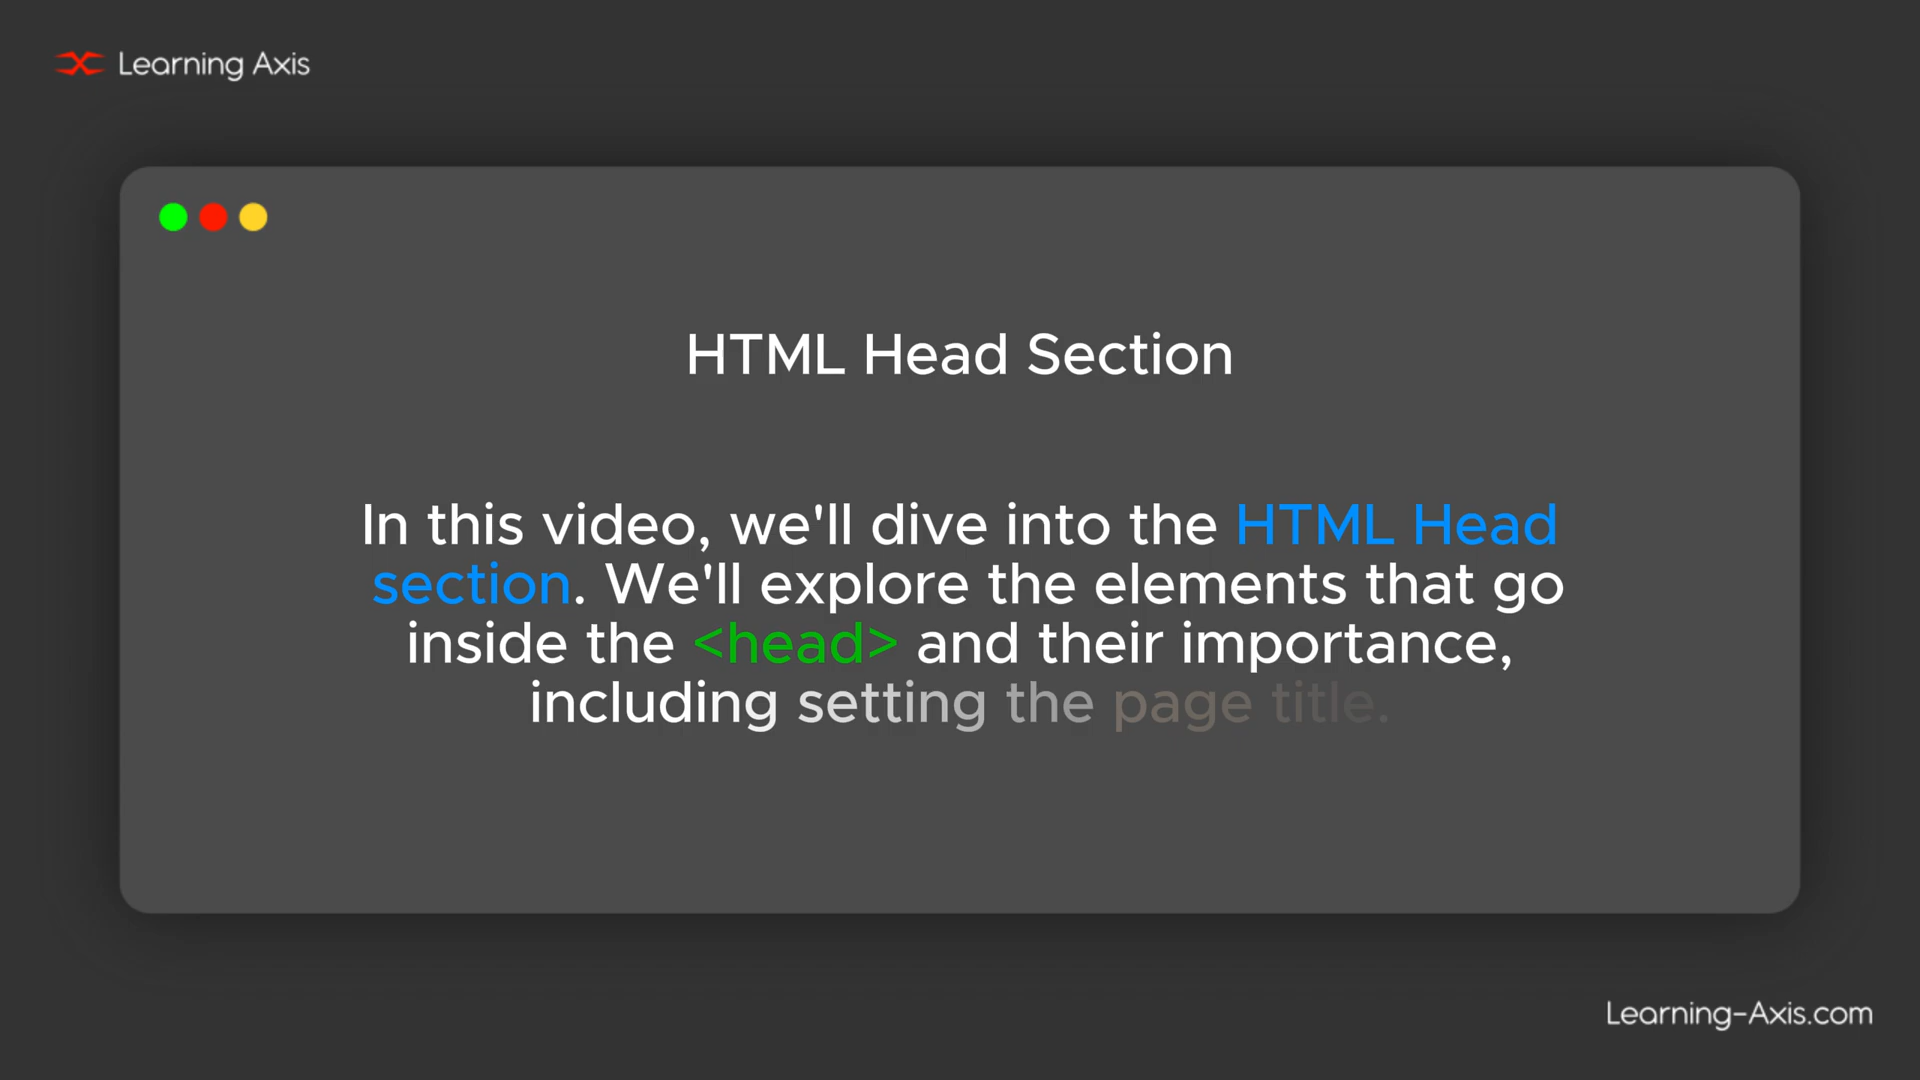 Learning Axis
HTML Head Section
In this video, we'll dive into the HTML Head
section. We'll explore the elements that go
inside the <head> and their importance,
including setting the page title.
Learning-Axis.com